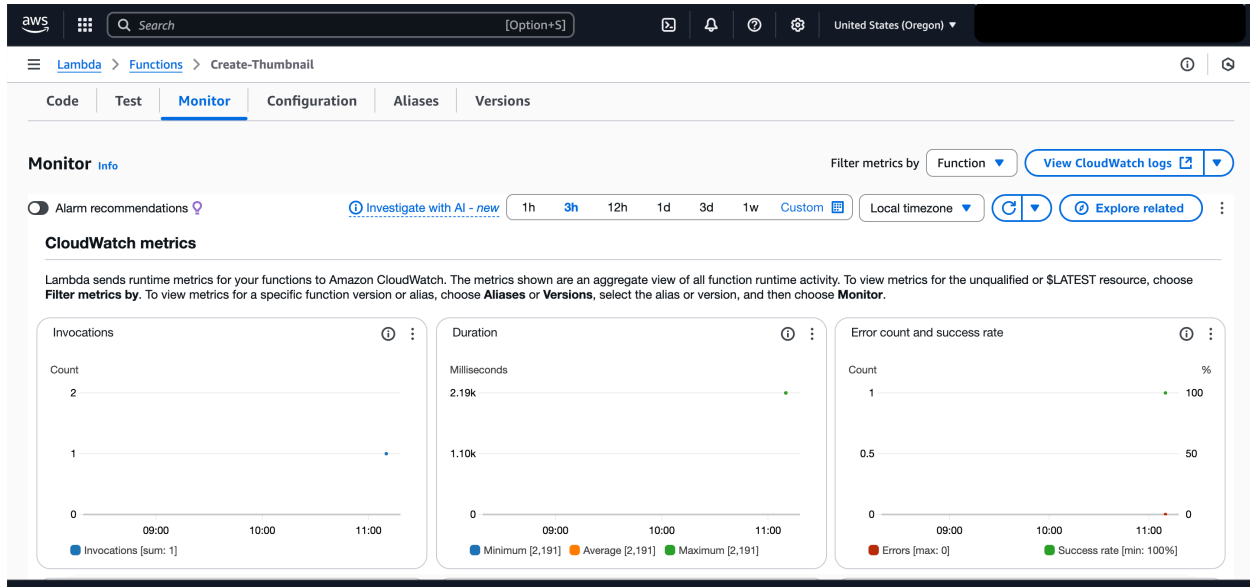 aws Search [Option+S] United States (Oregon)
Lambda > Functions > Create-Thumbnail
Code Test Monitor Configuration Aliases Versions
Monitor Info Filter metrics by Function View CloudWatch logs
Alarm recommendations Investigate with AI - new 1h 3h 12h 1d 3d 1w Custom Local timezone Explore related
CloudWatch metrics
Lambda sends runtime metrics for your functions to Amazon CloudWatch. The metrics shown are an aggregate view of all function runtime activity. To view metrics for the unqualified or $LATEST resource, choose
Filter metrics by. To view metrics for a specific function version or alias, choose Aliases or Versions, select the alias or version, and then choose Monitor.
Invocations
Count
2
1
0
09:00 10:00 11:00
Invocations [sum: 1]
Duration
Milliseconds
2.19k
1.10k
0
09:00 10:00 11:00
Minimum [2,191] Average [2,191] Maximum [2,191]
Error count and success rate
Count %
1 100
0.5 50
0 0
09:00 10:00 11:00
Errors [max: 0] Success rate [min: 100%]